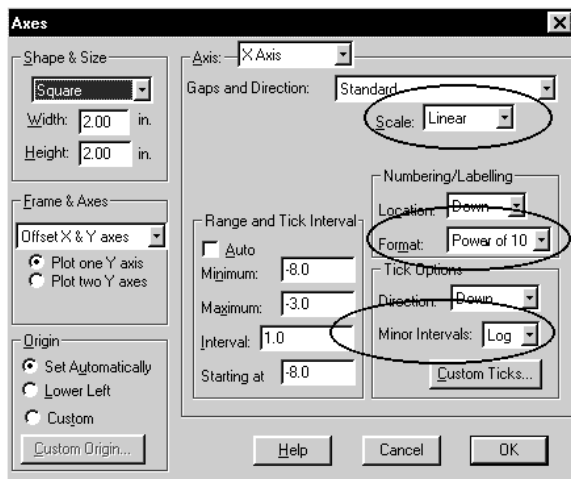 Axes
Shape & Size
Square
Width: 2.00 in.
Height: 2.00 in.
Frame & Axes
Offset X & Y axes
Plot one Y axis
Plot two Y axes
Origin
Set Automatically
Lower Left
Custom
Custom Origin...
Axis: X Axis
Gaps and Direction: Standard
Scale: Linear
Range and Tick Interval
Auto
Minimum: -8.0
Maximum: -3.0
Interval: 1.0
Starting at -8.0
Numbering/Labelling
Location: Down
Format: Power of 10
Tick Options
Direction: Down
Minor Intervals: Log
Custom Ticks...
Help
Cancel
OK